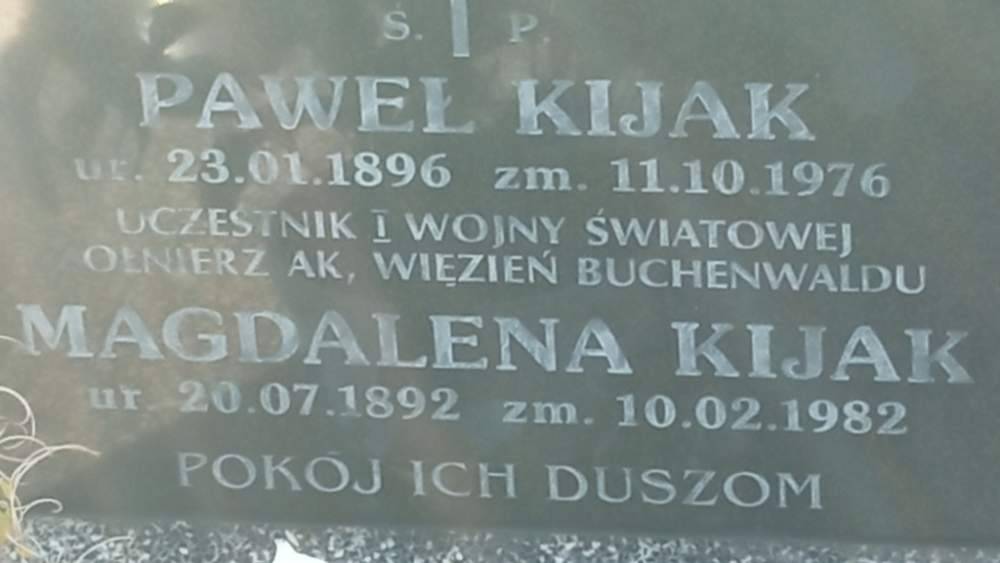 Ś. P.
PAWEŁ KIJAK
ur. 23.01.1896 zm. 11.10.1976
UCZESTNIK I WOJNY ŚWIATOWEJ
ŻOŁNIERZ AK, WIĘZIEŃ BUCHENWALDU
MAGDALENA KIJAK
ur. 20.07.1892 zm. 10.02.1982
POKÓJ ICH DUSZOM